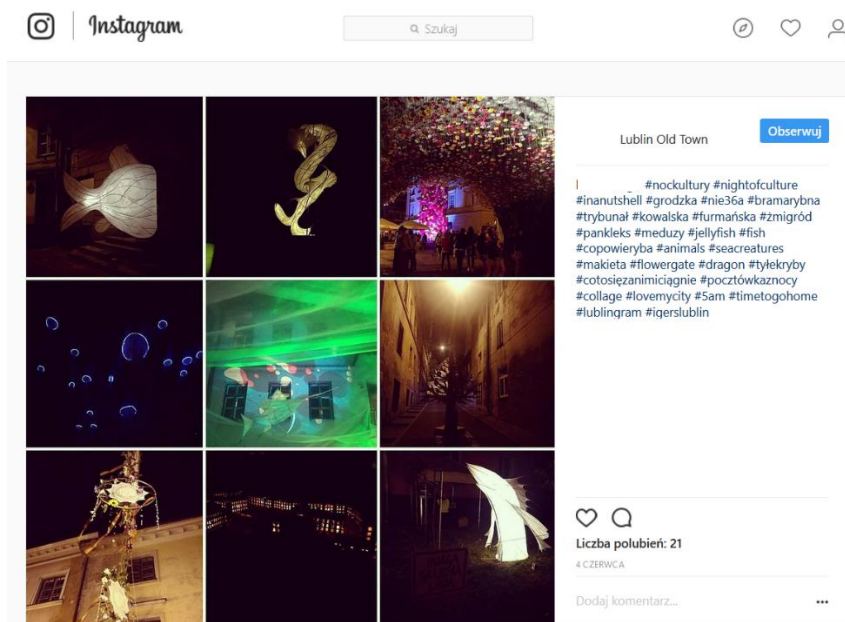 Instagram
Szukaj
Lublin Old Town
Obserwuj
#nockultury #nightofculture
#inanutshell #grodzka #nie36a #bramarybna
#trybunał #kowalska #furmańska #żmigród
#pankleks #meduzy #jellyfish #fish
#copowieryba #animals #seacreatures
#makieta #flowergate #dragon #tyłekryby
#cotosięzanimiciągnie #pocztówkaznocy
#collage #lovemycity #5am #timetogohome
#lublingram #igerslublin
Liczba polubień: 21
4 CZERWCA
Dodaj komentarz...